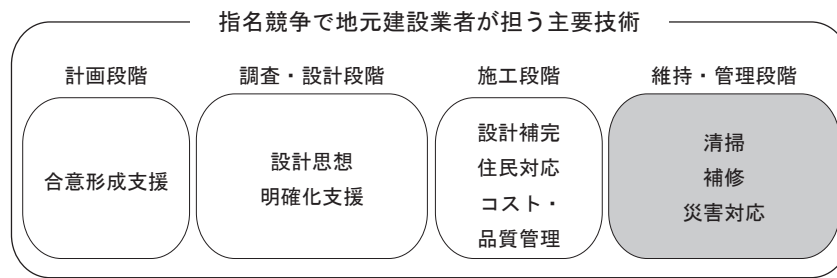 指名競争で地元建設業者が担う主要技術
計画段階
調査・設計段階
施工段階
維持・管理段階
合意形成支援
設計思想
明確化支援
設計補完
住民対応
コスト・
品質管理
清掃
補修
災害対応